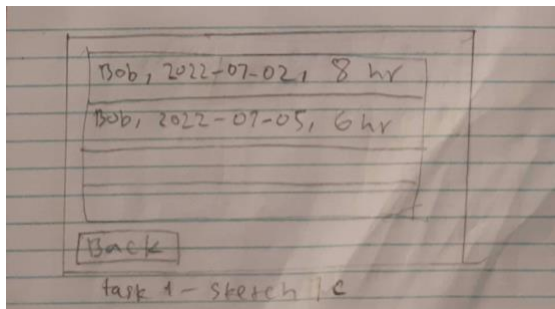 Bob, 2022-07-02, 8 hr
Bob, 2022-07-05, 6 hr
Back
task 1 - sketch 1c